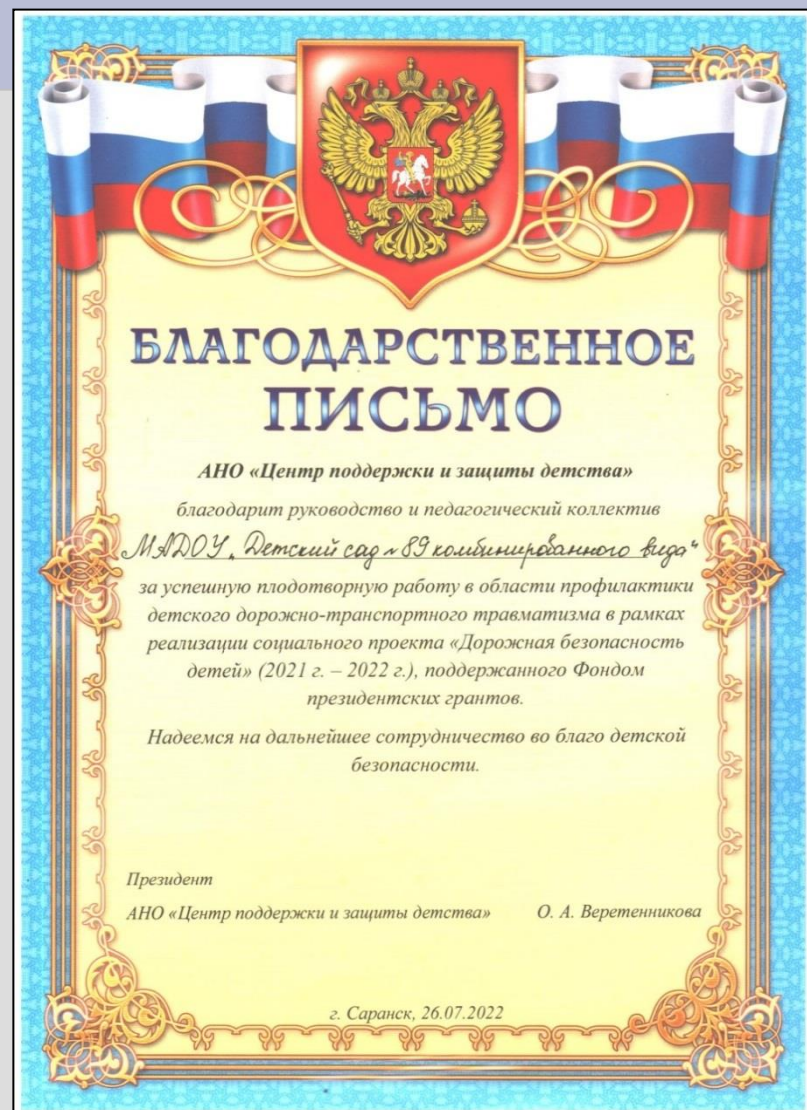 БЛАГОДАРСТВЕННОЕ
ПИСЬМО
АНО «Центр поддержки и защиты детства»
благодарит руководство и педагогический коллектив
МАДОУ „Детский сад № 89 комбинированного вида“
за успешную плодотворную работу в области профилактики
детского дорожно-транспортного травматизма в рамках
реализации социального проекта «Дорожная безопасность
детей» (2021 г. – 2022 г.), поддержанного Фондом
президентских грантов.
Надеемся на дальнейшее сотрудничество во благо детской
безопасности.
Президент
АНО «Центр поддержки и защиты детства» О. А. Веретенникова
г. Саранск, 26.07.2022